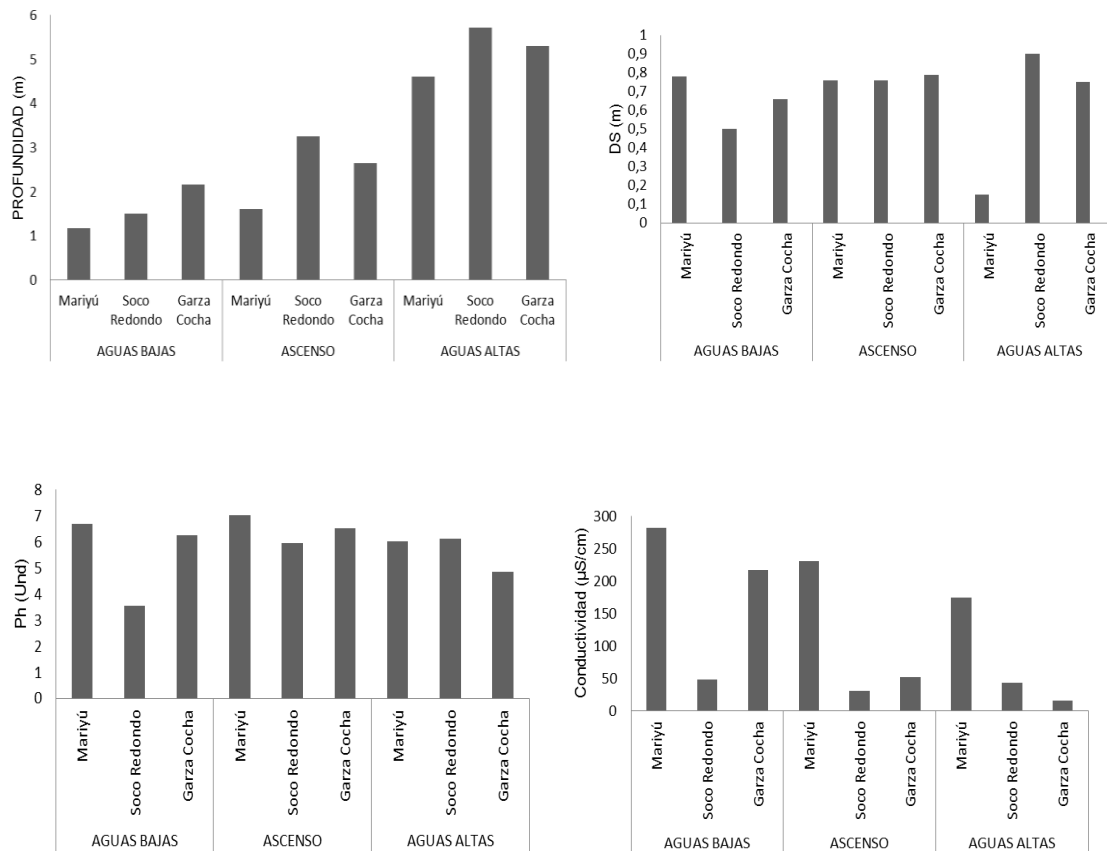 PROFUNDIDAD (m)
6
5
4
3
2
1
0
Mariyú Soco Redondo Garza Cocha Mariyú Soco Redondo Garza Cocha Mariyú Soco Redondo Garza Cocha
AGUAS BAJAS ASCENSO AGUAS ALTAS
DS (m)
1
0,9
0,8
0,7
0,6
0,5
0,4
0,3
0,2
0,1
0
Mariyú Soco Redondo Garza Cocha Mariyú Soco Redondo Garza Cocha Mariyú Soco Redondo Garza Cocha
AGUAS BAJAS ASCENSO AGUAS ALTAS
Ph (Und)
8
7
6
5
4
3
2
1
0
Mariyú Soco Redondo Garza Cocha Mariyú Soco Redondo Garza Cocha Mariyú Soco Redondo Garza Cocha
AGUAS BAJAS ASCENSO AGUAS ALTAS
Conductividad (µS/cm)
300
250
200
150
100
50
0
Mariyú Soco Redondo Garza Cocha Mariyú Soco Redondo Garza Cocha Mariyú Soco Redondo Garza Cocha
AGUAS BAJAS ASCENSO AGUAS ALTAS